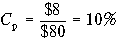 Cₚ = $8/$80 = 10%